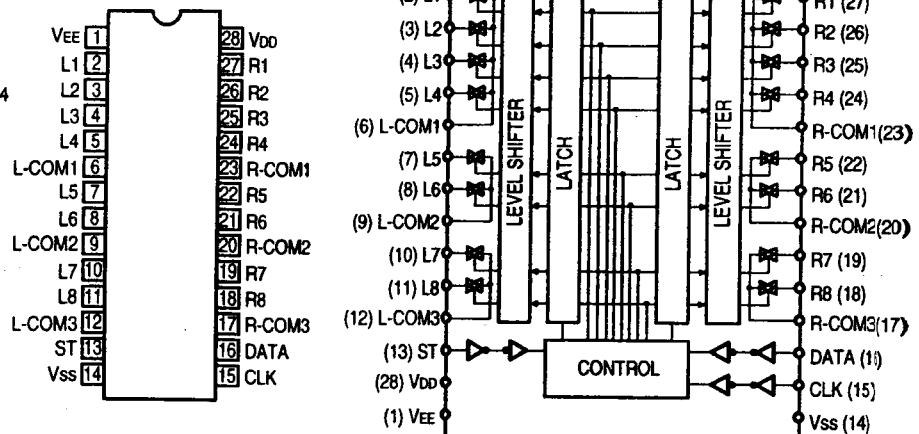 VEE 1 28 VDD
L1 2 27 R1
L2 3 26 R2
L3 4 25 R3
L4 5 24 R4
L-COM1 6 23 R-COM1
L5 7 22 R5
L6 8 21 R6
L-COM2 9 20 R-COM2
L7 10 19 R7
L8 11 18 R8
L-COM3 12 17 R-COM3
ST 13 16 DATA
VSS 14 15 CLK
4
R1 (27)
(3) L2
R2 (26)
(4) L3
R3 (25)
(5) L4
R4 (24)
(6) L-COM1
R-COM1(23)
(7) L5
R5 (22)
(8) L6
R6 (21)
(9) L-COM2
R-COM2(20)
(10) L7
R7 (19)
(11) L8
R8 (18)
(12) L-COM3
R-COM3(17)
LEVEL SHIFTER
LATCH
LATCH
LEVEL SHIFTER
(13) ST
CONTROL
DATA (16)
(28) VDD
CLK (15)
(1) VEE
VSS (14)